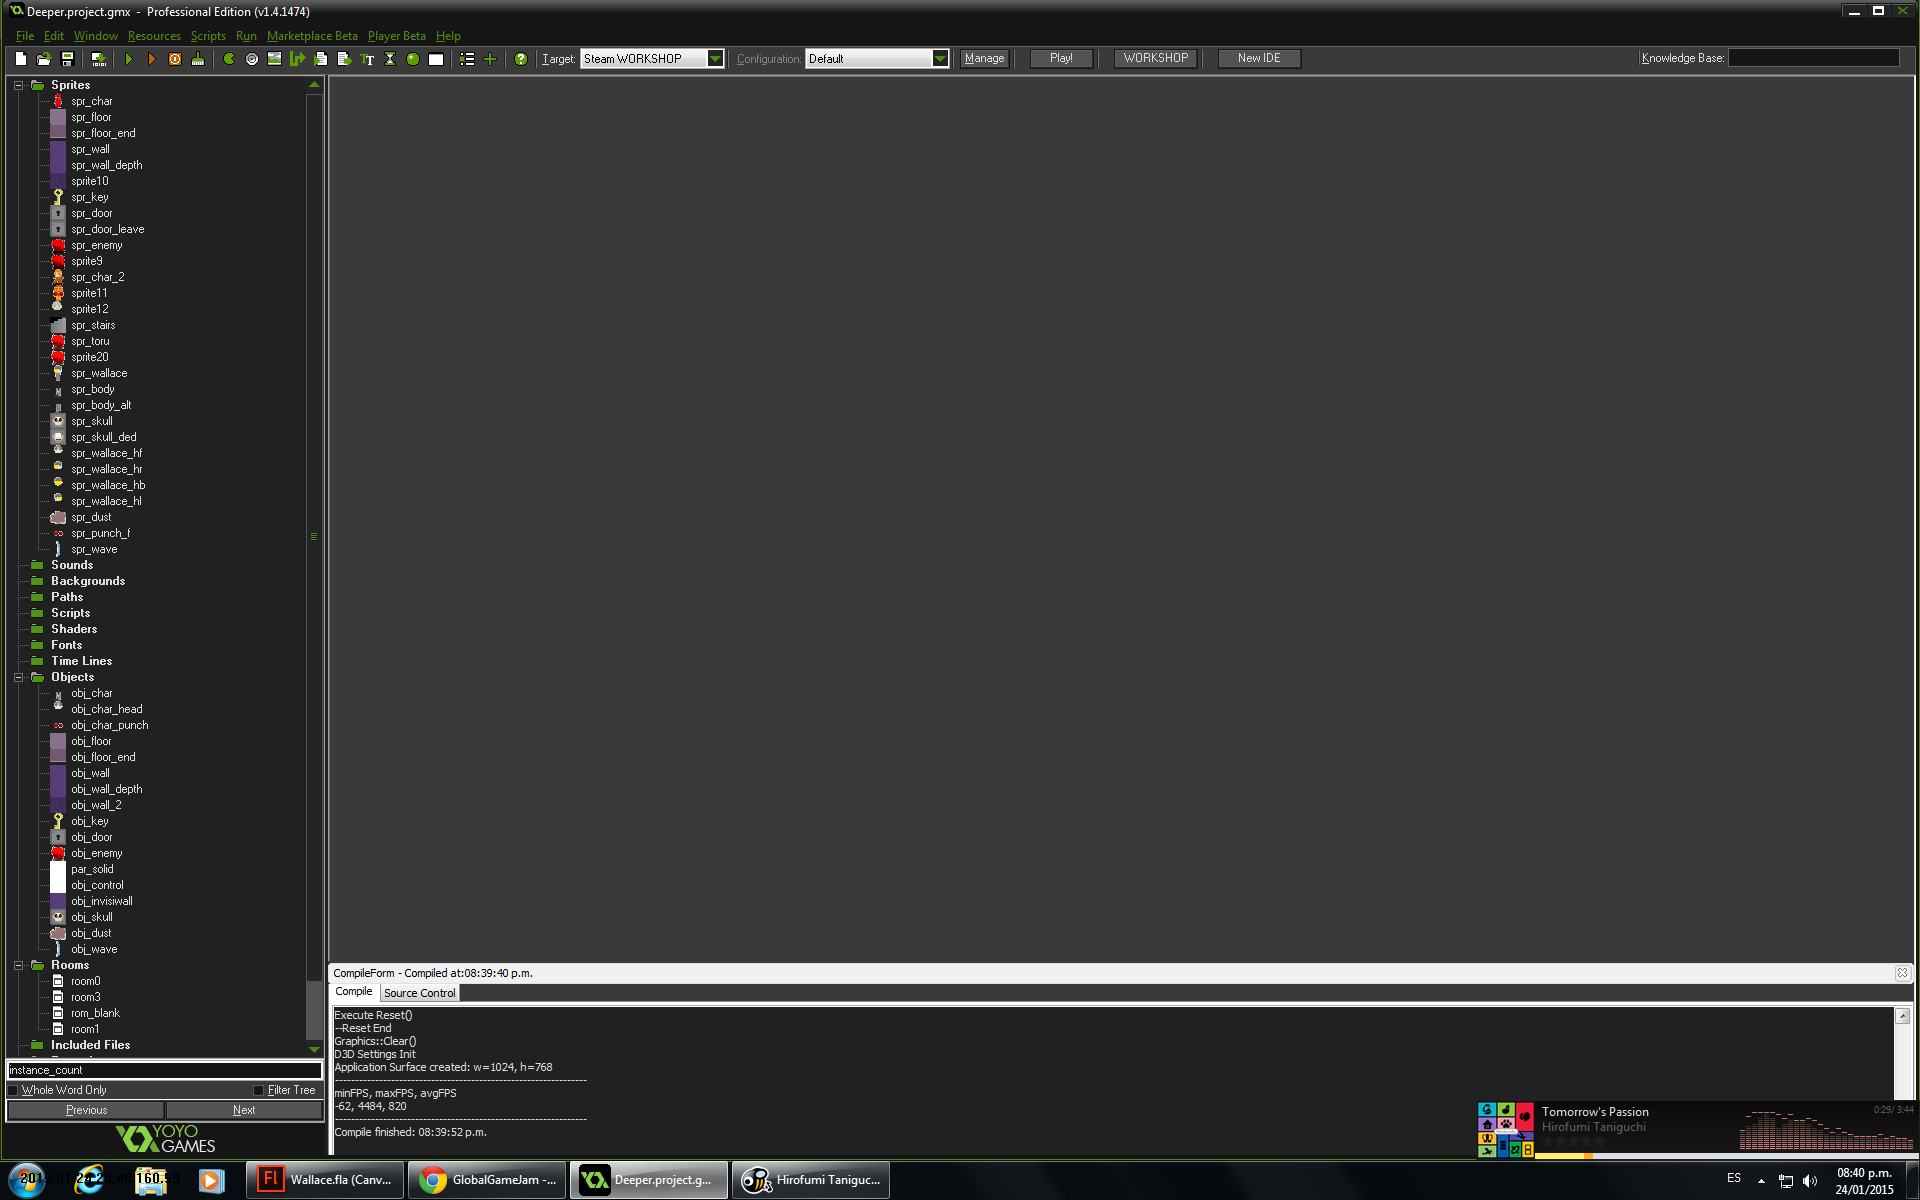 Deeper.project.gmx - Professional Edition (v1.4.1474)
File Edit Window Resources Scripts Run Marketplace Beta Player Beta Help
Target: Steam WORKSHOP Configuration: Default Manage Play! WORKSHOP New IDE Knowledge Base:
Sprites
spr_char
spr_floor
spr_floor_end
spr_wall
spr_wall_depth
sprite10
spr_key
spr_door
spr_door_leave
spr_enemy
sprite9
spr_char_2
sprite11
sprite12
spr_stairs
spr_toru
sprite20
spr_wallace
spr_body
spr_body_alt
spr_skull
spr_skull_ded
spr_wallace_hf
spr_wallace_hr
spr_wallace_hb
spr_wallace_hl
spr_dust
spr_punch_f
spr_wave
Sounds
Backgrounds
Paths
Scripts
Shaders
Fonts
Time Lines
Objects
obj_char
obj_char_head
obj_char_punch
obj_floor
obj_floor_end
obj_wall
obj_wall_depth
obj_wall_2
obj_key
obj_door
obj_enemy
par_solid
obj_control
obj_invisiwall
obj_skull
obj_dust
obj_wave
Rooms
room0
room3
rom_blank
room1
Included Files
instance_count
Whole Word Only Filter Tree
Previous Next
YOYO GAMES
CompileForm - Compiled at:08:39:40 p.m.
Compile Source Control
Execute Reset()
--Reset End
Graphics::Clear()
D3D Settings Init
Application Surface created: w=1024, h=768
minFPS, maxFPS, avgFPS
-62, 4484, 820
Compile finished: 08:39:52 p.m.
Tomorrow's Passion 0:29/ 3:44
Hirofumi Taniguchi
Wallace.fla (Canv... GlobalGameJam -... Deeper.project.g... Hirofumi Taniguc...
ES 08:40 p.m.
24/01/2015